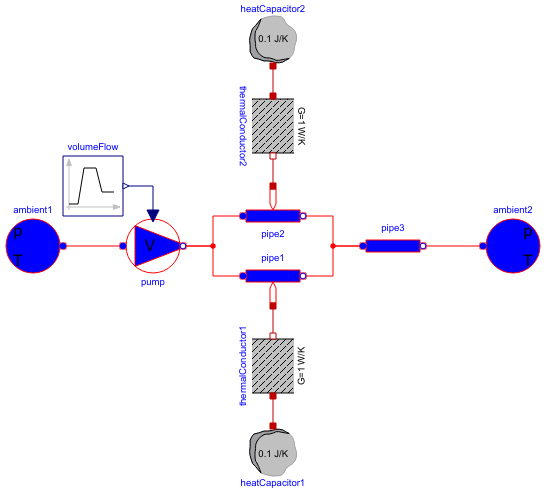 heatCapacitor2
0.1 J/K
thermalConductor2
G=1 W/K
volumeFlow
ambient1
P
T
V
pump
pipe2
pipe1
pipe3
ambient2
P
T
thermalConductor1
G=1 W/K
0.1 J/K
heatCapacitor1